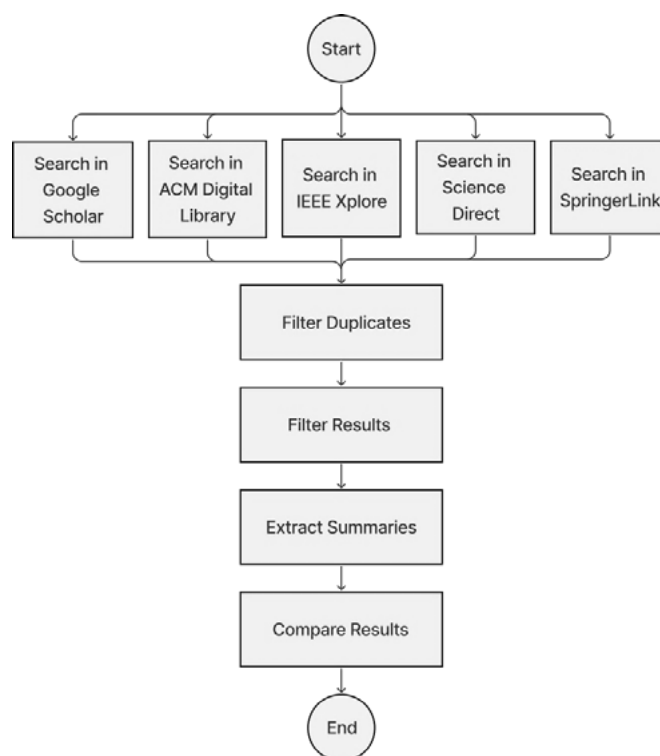 Start
Search in
Google
Scholar
Search in
ACM Digital
Library
Search in
IEEE Xplore
Search in
Science
Direct
Search in
SpringerLink
Filter Duplicates
Filter Results
Extract Summaries
Compare Results
End